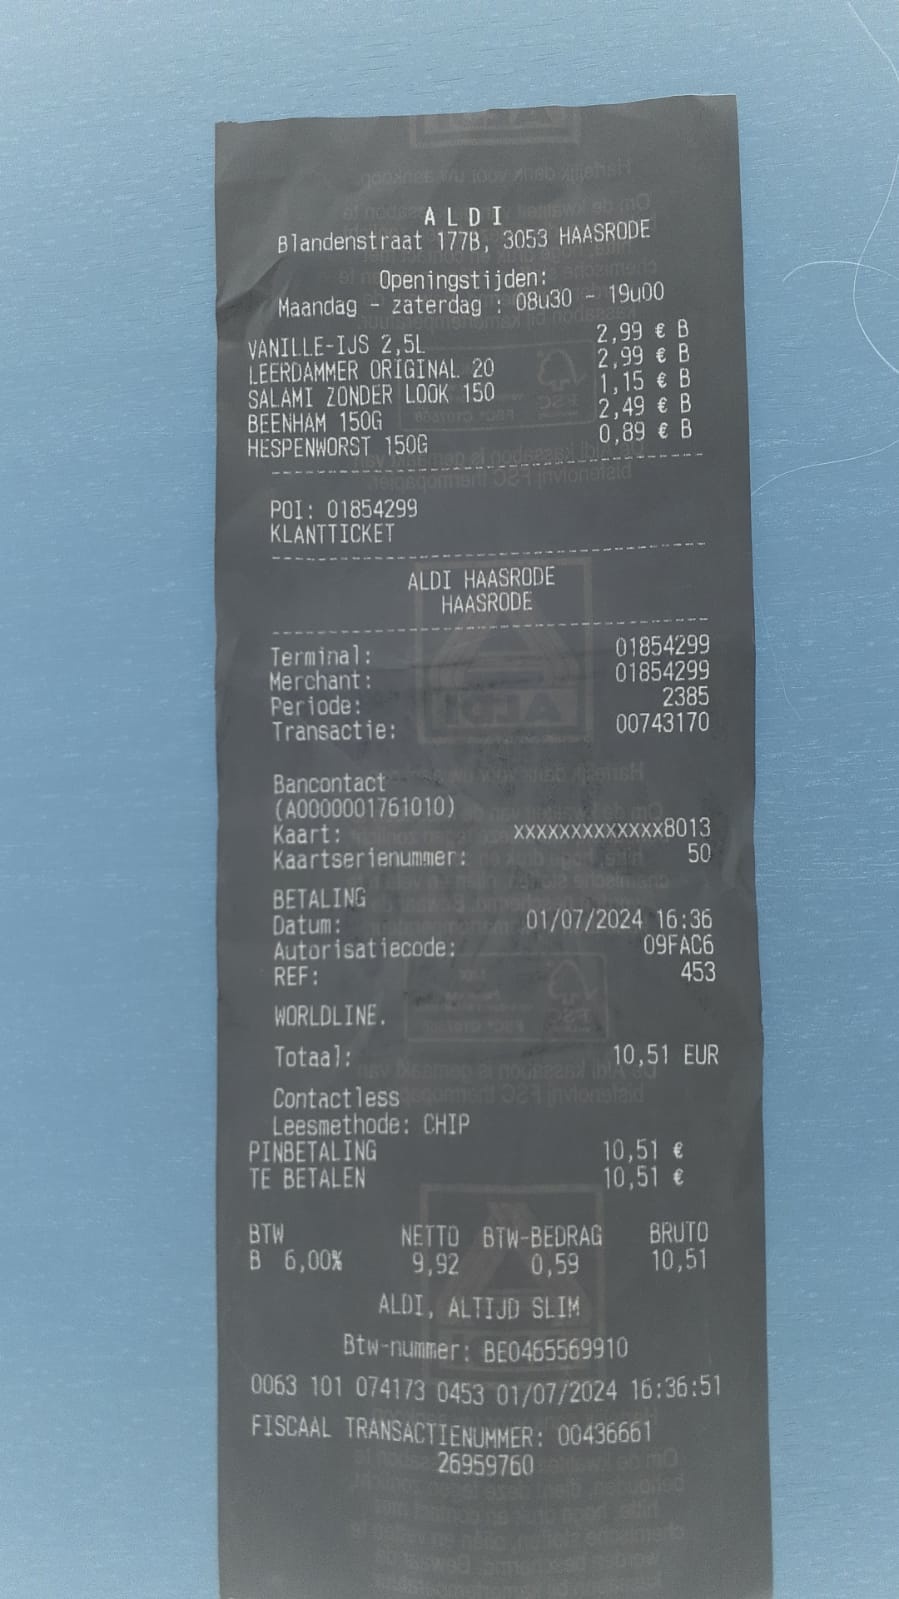 ALDI
Blandenstraat 177B, 3053 HAASRODE
Openingstijden:
Maandag - zaterdag : 08u30 - 19u00
VANILLE-IJS 2,5L 2,99 € B
LEERDAMMER ORIGINAL 20 2,99 € B
SALAMI ZONDER LOOK 150 1,15 € B
BEENHAM 150G 2,49 € B
HESPENWORST 150G 0,89 € B
POI: 01854299
KLANTTICKET
ALDI HAASRODE
HAASRODE
Terminal: 01854299
Merchant: 01854299
Periode: 2385
Transactie: 00743170
Bancontact
(A0000001761010)
Kaart: xxxxxxxxxxxxx8013
Kaartserienummer: 50
BETALING
Datum: 01/07/2024 16:36
Autorisatiecode: 09FAC6
REF: 453
WORLDLINE.
Totaal: 10,51 EUR
Contactless
Leesmethode: CHIP
PINBETALING 10,51 €
TE BETALEN 10,51 €
BTW NETTO BTW-BEDRAG BRUTO
B 6,00% 9,92 0,59 10,51
ALDI, ALTIJD SLIM
Btw-nummer: BE0465569910
0063 101 074173 0453 01/07/2024 16:36:51
FISCAAL TRANSACTIENUMMER: 00436661
26959760